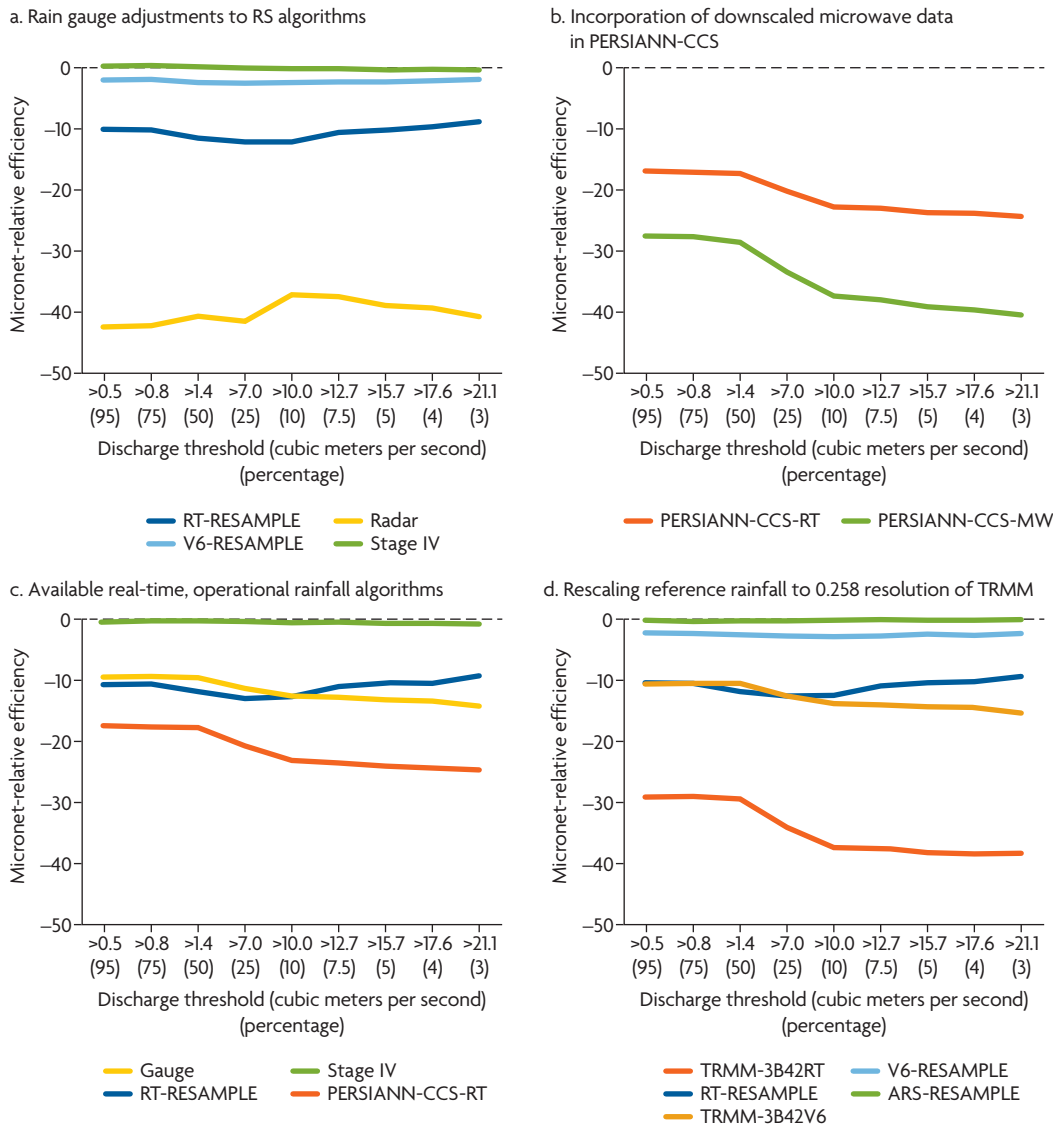 a. Rain gauge adjustments to RS algorithms
Micronet-relative efficiency
0
–10
–20
–30
–40
–50
>0.5 >0.8 >1.4 >7.0 >10.0 >12.7 >15.7 >17.6 >21.1
(95) (75) (50) (25) (10) (7.5) (5) (4) (3)
Discharge threshold (cubic meters per second)
(percentage)
RT-RESAMPLE Radar
V6-RESAMPLE Stage IV
b. Incorporation of downscaled microwave data
in PERSIANN-CCS
Micronet-relative efficiency
0
–10
–20
–30
–40
–50
>0.5 >0.8 >1.4 >7.0 >10.0 >12.7 >15.7 >17.6 >21.1
(95) (75) (50) (25) (10) (7.5) (5) (4) (3)
Discharge threshold (cubic meters per second)
(percentage)
PERSIANN-CCS-RT PERSIANN-CCS-MW
c. Available real-time, operational rainfall algorithms
Micronet-relative efficiency
0
–10
–20
–30
–40
–50
>0.5 >0.8 >1.4 >7.0 >10.0 >12.7 >15.7 >17.6 >21.1
(95) (75) (50) (25) (10) (7.5) (5) (4) (3)
Discharge threshold (cubic meters per second)
(percentage)
Gauge Stage IV
RT-RESAMPLE PERSIANN-CCS-RT
d. Rescaling reference rainfall to 0.258 resolution of TRMM
Micronet-relative efficiency
0
–10
–20
–30
–40
–50
>0.5 >0.8 >1.4 >7.0 >10.0 >12.7 >15.7 >17.6 >21.1
(95) (75) (50) (25) (10) (7.5) (5) (4) (3)
Discharge threshold (cubic meters per second)
(percentage)
TRMM-3B42RT V6-RESAMPLE
RT-RESAMPLE ARS-RESAMPLE
TRMM-3B42V6